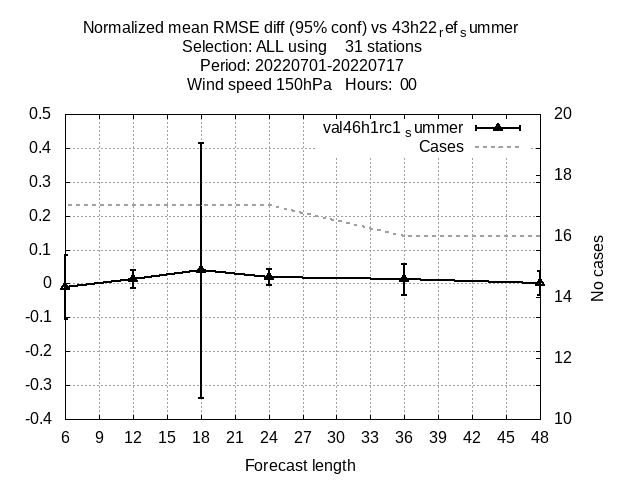 Normalized mean RMSE diff (95% conf) vs 43h22refsummer
Selection: ALL using 31 stations
Period: 20220701-20220717
Wind speed 150hPa Hours: 00
0.5
0.4
0.3
0.2
0.1
0
-0.1
-0.2
-0.3
-0.4
20
18
16
14
12
10
val46h1rc1summer
Cases
No cases
6 9 12 15 18 21 24 27 30 33 36 39 42 45 48
Forecast length